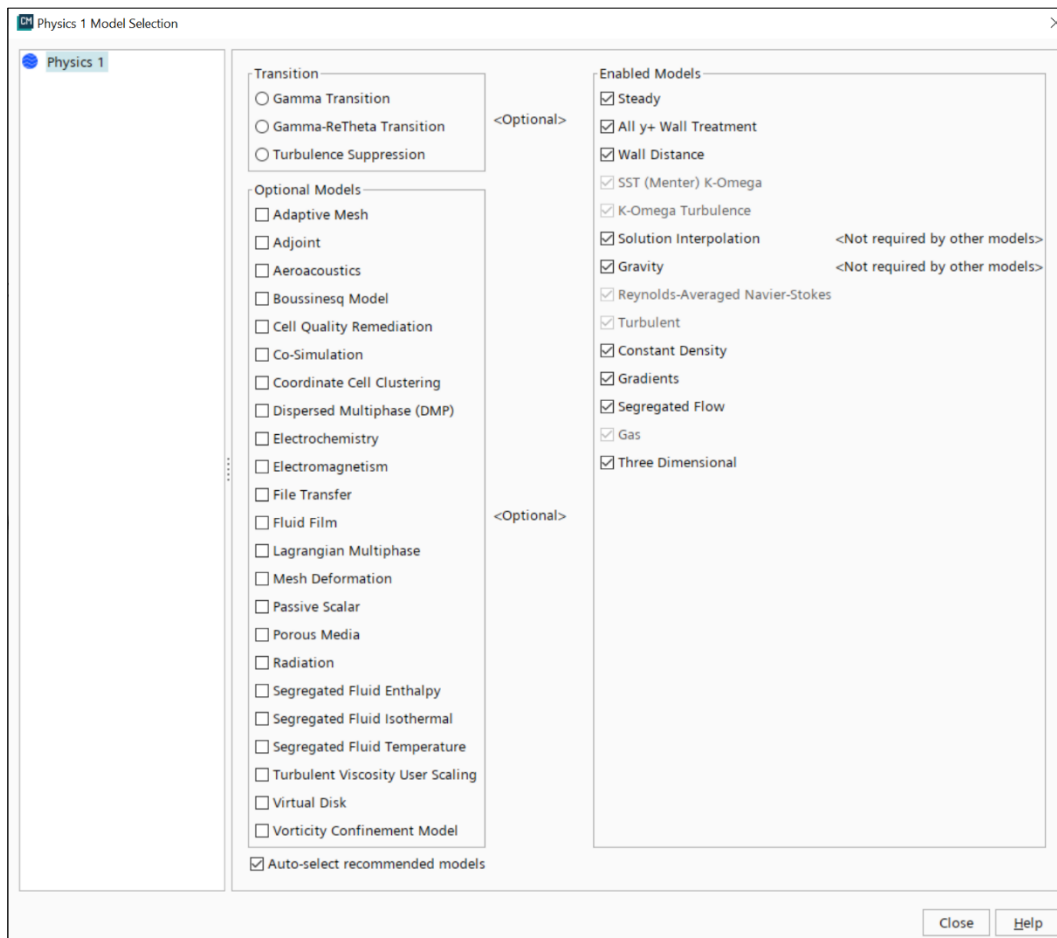 CM Physics 1 Model Selection
Physics 1
Transition
Gamma Transition
Gamma-ReTheta Transition
Turbulence Suppression
<Optional>
Optional Models
Adaptive Mesh
Adjoint
Aeroacoustics
Boussinesq Model
Cell Quality Remediation
Co-Simulation
Coordinate Cell Clustering
Dispersed Multiphase (DMP)
Electrochemistry
Electromagnetism
File Transfer
Fluid Film
Lagrangian Multiphase
Mesh Deformation
Passive Scalar
Porous Media
Radiation
Segregated Fluid Enthalpy
Segregated Fluid Isothermal
Segregated Fluid Temperature
Turbulent Viscosity User Scaling
Virtual Disk
Vorticity Confinement Model
<Optional>
Auto-select recommended models
Enabled Models
Steady
All y+ Wall Treatment
Wall Distance
SST (Menter) K-Omega
K-Omega Turbulence
Solution Interpolation <Not required by other models>
Gravity <Not required by other models>
Reynolds-Averaged Navier-Stokes
Turbulent
Constant Density
Gradients
Segregated Flow
Gas
Three Dimensional
Close Help